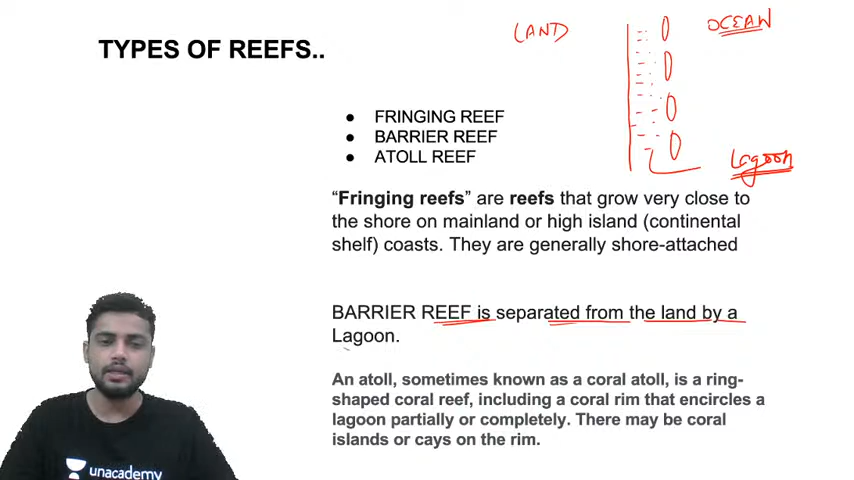 LAND
OCEAN
TYPES OF REEFS..
● FRINGING REEF
● BARRIER REEF
● ATOLL REEF
Lagoon
“Fringing reefs” are reefs that grow very close to
the shore on mainland or high island (continental
shelf) coasts. They are generally shore-attached
BARRIER REEF is separated from the land by a
Lagoon.
An atoll, sometimes known as a coral atoll, is a ring-
shaped coral reef, including a coral rim that encircles a
lagoon partially or completely. There may be coral
islands or cays on the rim.
unacademy